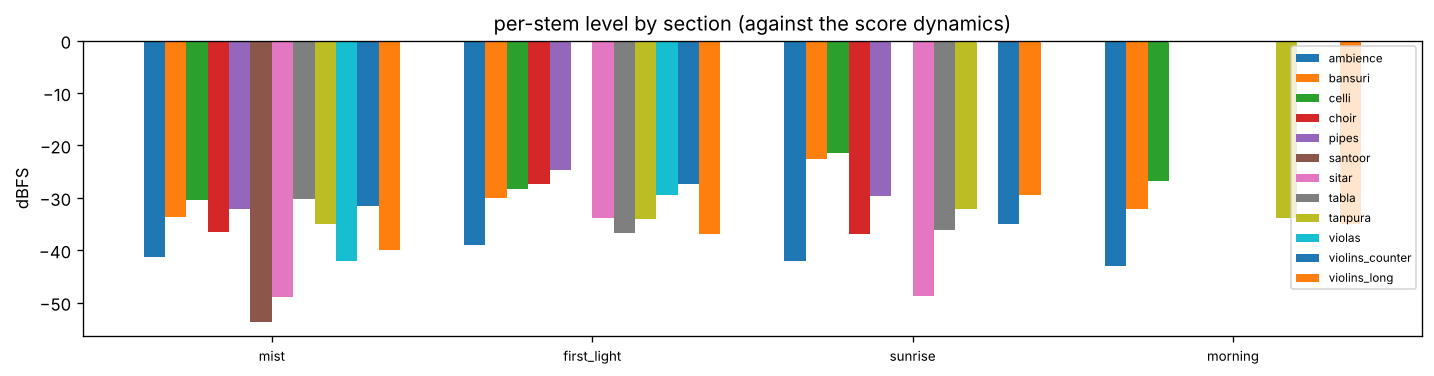 per-stem level by section (against the score dynamics)
dBFS
0
−10
−20
−30
−40
−50
mist
first_light
sunrise
morning
ambience
bansuri
celli
choir
pipes
santoor
sitar
tabla
tanpura
violas
violins_counter
violins_long